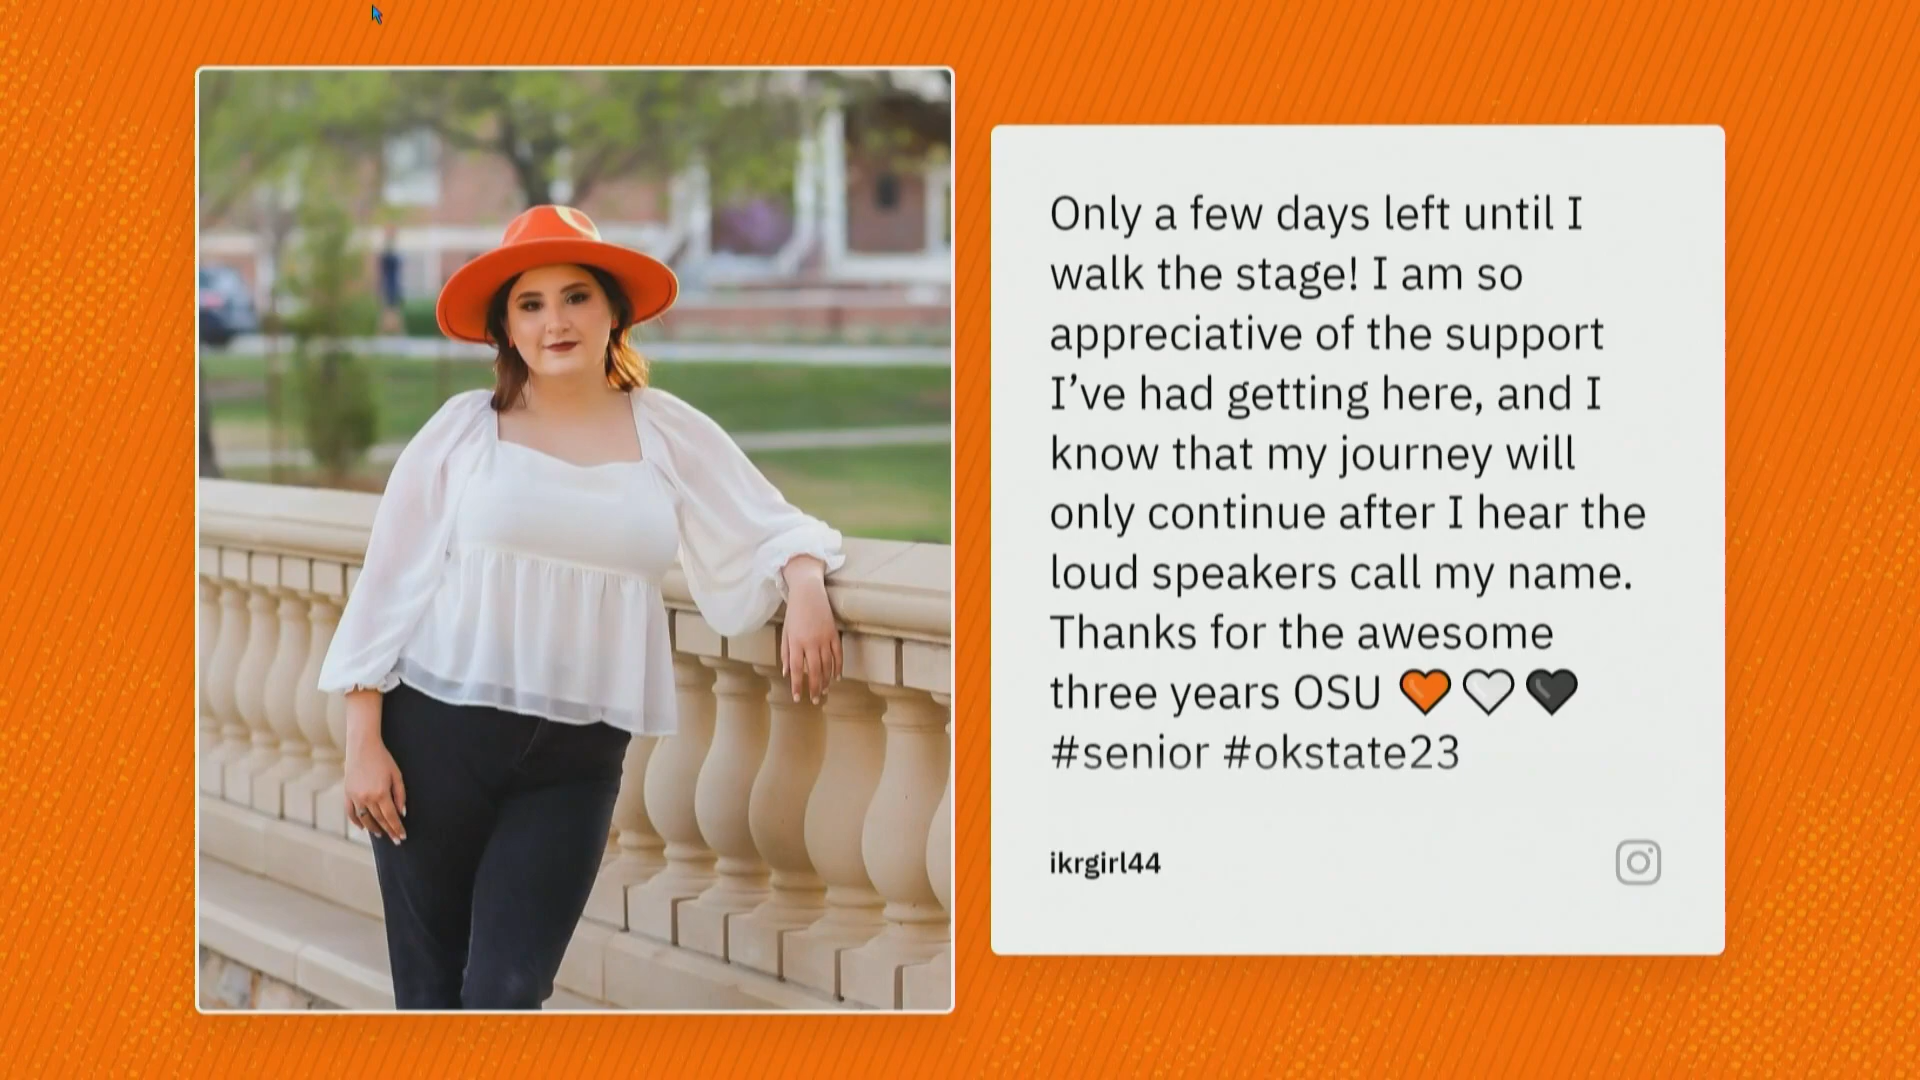 Only a few days left until I
walk the stage! I am so
appreciative of the support
I’ve had getting here, and I
know that my journey will
only continue after I hear the
loud speakers call my name.
Thanks for the awesome
three years OSU 🧡🤍🖤
#senior #okstate23
ikrgirl44